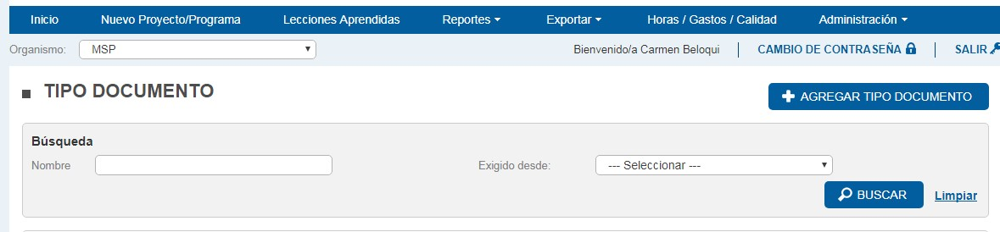 Inicio Nuevo Proyecto/Programa Lecciones Aprendidas Reportes Exportar Horas / Gastos / Calidad Administración
Organismo: MSP Bienvenido/a Carmen Beloqui CAMBIO DE CONTRASEÑA SALIR
TIPO DOCUMENTO AGREGAR TIPO DOCUMENTO
Búsqueda
Nombre Exigido desde: --- Seleccionar ---
BUSCAR Limpiar